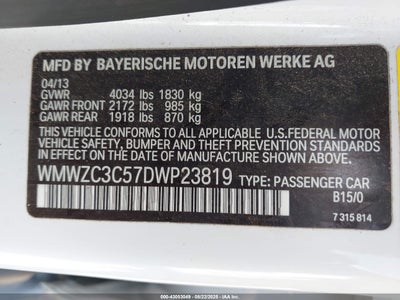 MFD BY BAYERISCHE MOTOREN WERKE AG
04/13
GVWR 4034 lbs 1830 kg
GAWR FRONT 2172 lbs 985 kg
GAWR REAR 1918 lbs 870 kg
THIS VEHICLE CONFORMS TO ALL APPLICABLE U.S.FEDERAL MOTOR
VEHICLE SAFETY, BUMPER AND THEFT PREVENTION STANDARDS
IN EFFECT ON THE DATE OF MANUFACTURE SHOWN ABOVE.
WMWZC3C57DWP23819 TYPE: PASSENGER CAR
B15/0
7 315 814